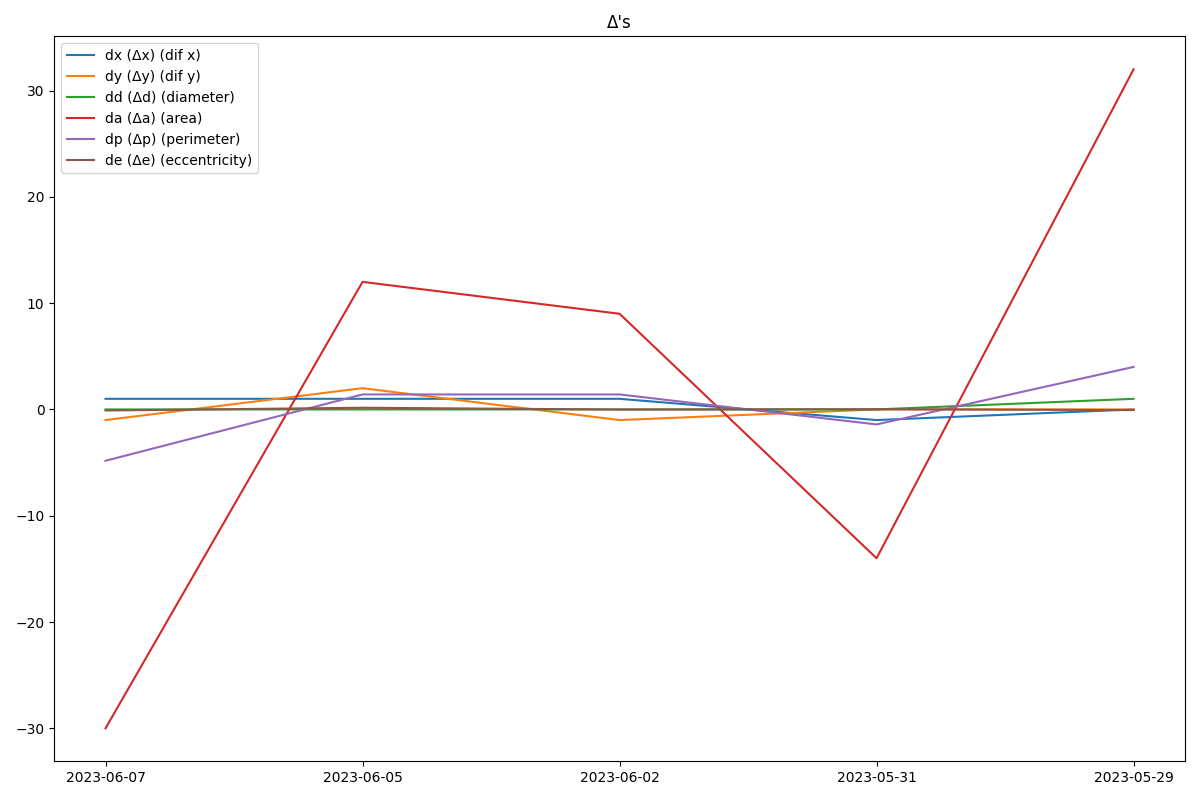 Δ's
dx (Δx) (dif x)
dy (Δy) (dif y)
dd (Δd) (diameter)
da (Δa) (area)
dp (Δp) (perimeter)
de (Δe) (eccentricity)
30
20
10
0
−10
−20
−30
2023-06-07 2023-06-05 2023-06-02 2023-05-31 2023-05-29